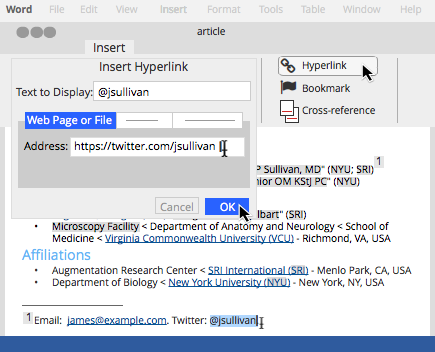 Word File Edit View Insert Format Tools Table Window Help
article
Insert
Insert Hyperlink
Text to Display: @jsullivan
Web Page or File
Address: https://twitter.com/jsullivan
Cancel OK
Hyperlink
Bookmark
Cross-reference
P Sullivan, MD" (NYU; SRI) 1
nior OM KStJ PC" (NYU)
lbart" (SRI)
• Microscopy Facility < Department of Anatomy and Neurology < School of
Medicine < Virginia Commonwealth University (VCU) - Richmond, VA, USA
Affiliations
• Augmentation Research Center < SRI International (SRI) - Menlo Park, CA, USA
• Department of Biology < New York University (NYU) - New York, NY, USA
1 Email: james@example.com. Twitter: @jsullivan